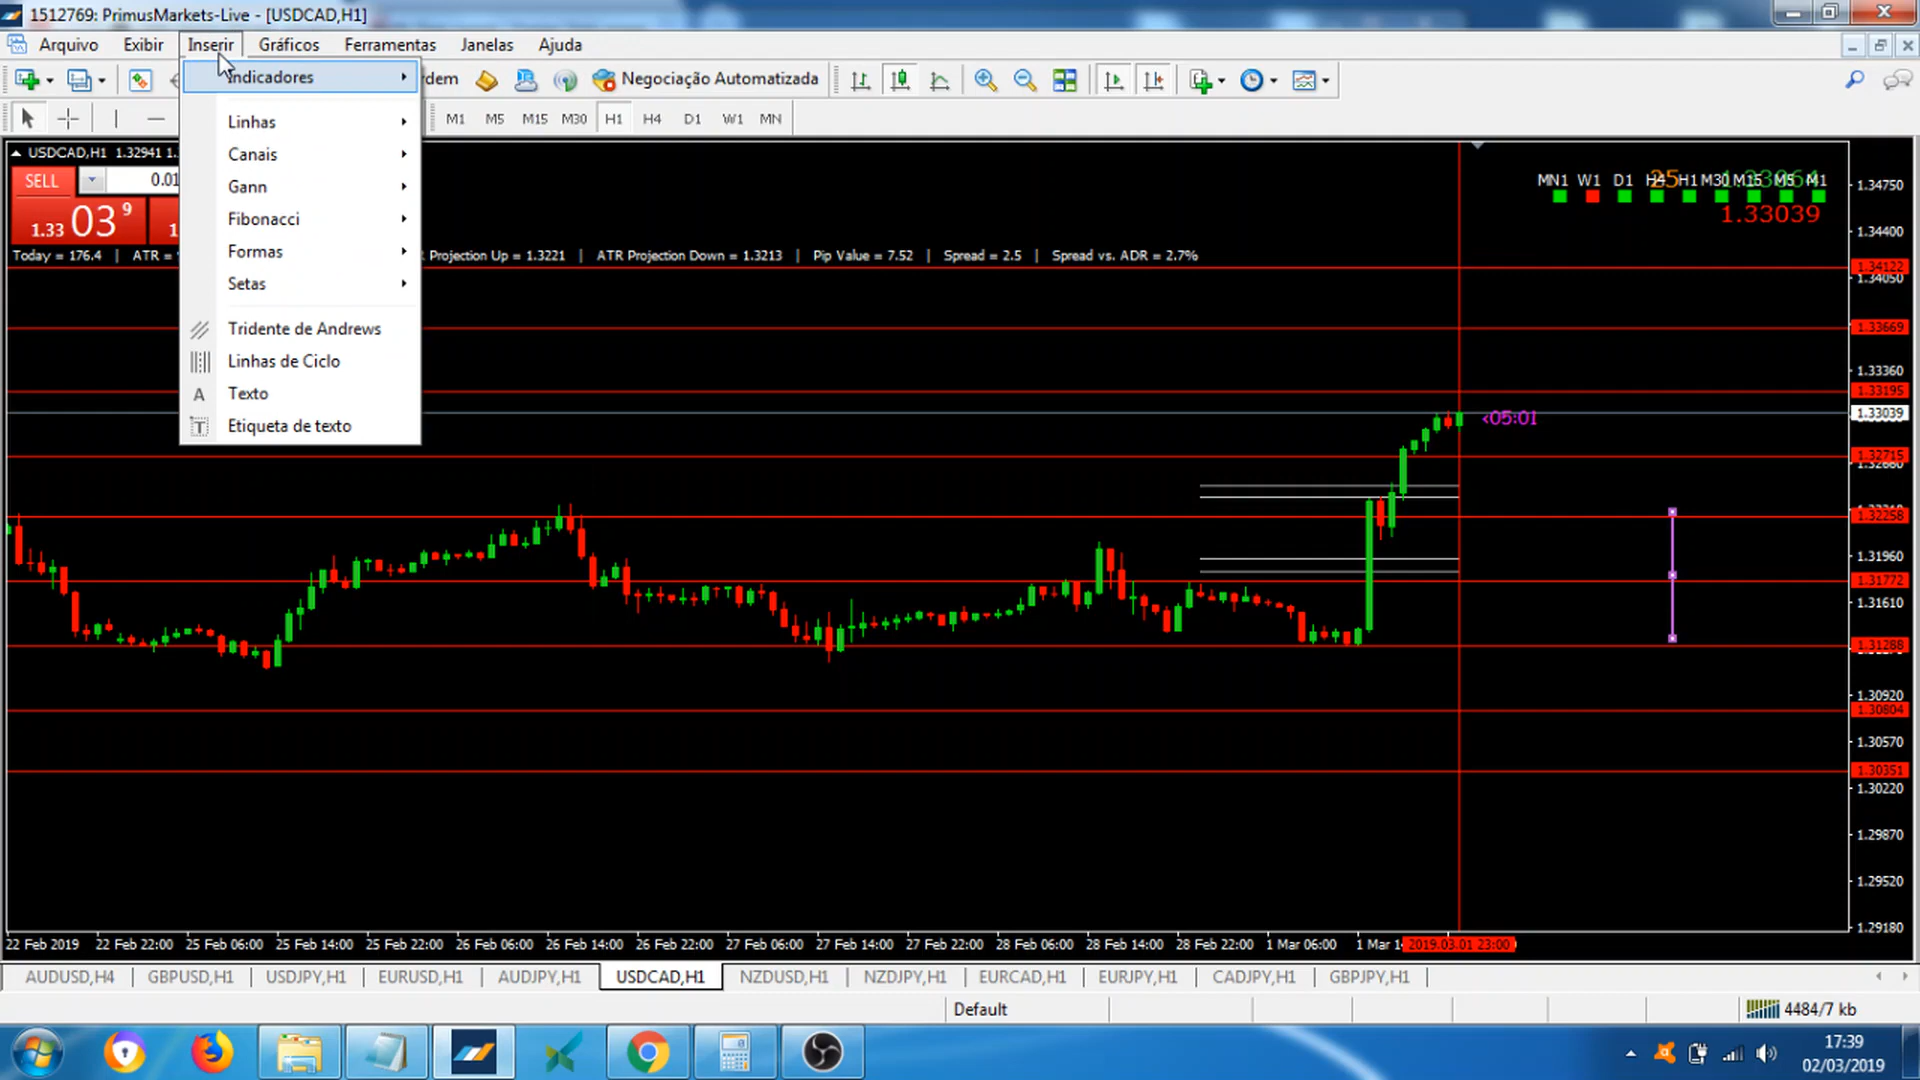 1512769: PrimusMarkets-Live - [USDCAD,H1]
Arquivo Exibir Inserir Gráficos Ferramentas Janelas Ajuda
Indicadores
Linhas
Canais
Gann
Fibonacci
Formas
Setas
Tridente de Andrews
Linhas de Ciclo
Texto
Etiqueta de texto
Negociação Automatizada
M1 M5 M15 M30 H1 H4 D1 W1 MN
USDCAD,H1 1.32941
SELL 0.01
1.33 03 9
Today = 176.4 | ATR =
Projection Up = 1.3221 | ATR Projection Down = 1.3213 | Pip Value = 7.52 | Spread = 2.5 | Spread vs. ADR = 2.7%
MN1 W1 D1 H4 H1 M30 M15 M5 M1
25
1.33039
<05:01
1.34750
1.34400
1.34122
1.34050
1.33669
1.33360
1.33195
1.33039
1.32715
1.32660
1.32258
1.31960
1.31772
1.31610
1.31288
1.30920
1.30804
1.30570
1.30351
1.30220
1.29870
1.29520
1.29180
22 Feb 2019 22 Feb 22:00 25 Feb 06:00 25 Feb 14:00 25 Feb 22:00 26 Feb 06:00 26 Feb 14:00 26 Feb 22:00 27 Feb 06:00 27 Feb 14:00 27 Feb 22:00 28 Feb 06:00 28 Feb 14:00 28 Feb 22:00 1 Mar 06:00 1 Mar 2019.03.01 23:00
AUDUSD,H4 GBPUSD,H1 USDJPY,H1 EURUSD,H1 AUDJPY,H1 USDCAD,H1 NZDUSD,H1 NZDJPY,H1 EURCAD,H1 EURJPY,H1 CADJPY,H1 GBPJPY,H1
Default 4484/7 kb
17:39
02/03/2019